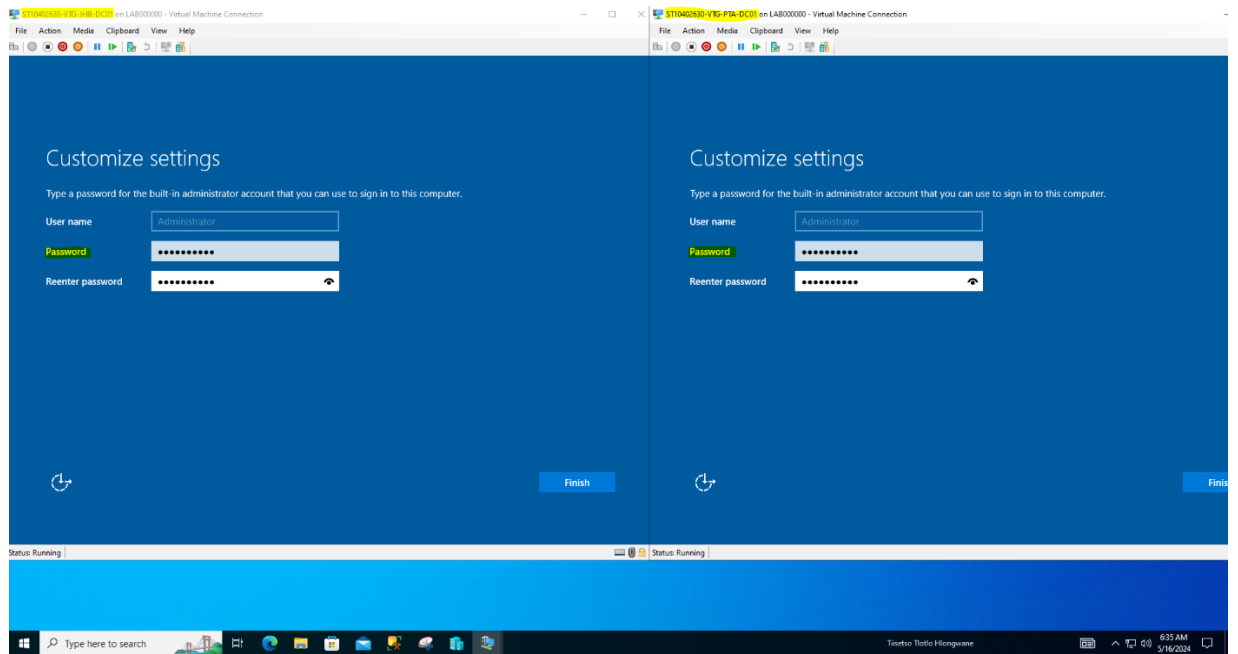 ST10402630-VTG-JHB-DC01 on LAB000000 - Virtual Machine Connection
File Action Media Clipboard View Help
Customize settings
Type a password for the built-in administrator account that you can use to sign in to this computer.
User name Administrator
Password ••••••••••
Reenter password ••••••••••
Finish
Status: Running
ST10402630-VTG-PTA-DC01 on LAB000000 - Virtual Machine Connection
File Action Media Clipboard View Help
Customize settings
Type a password for the built-in administrator account that you can use to sign in to this computer.
User name Administrator
Password ••••••••••
Reenter password ••••••••••
Finis
Status: Running
Type here to search
Tisetso Tlotlo Hlongwane
6:35 AM
5/16/2024